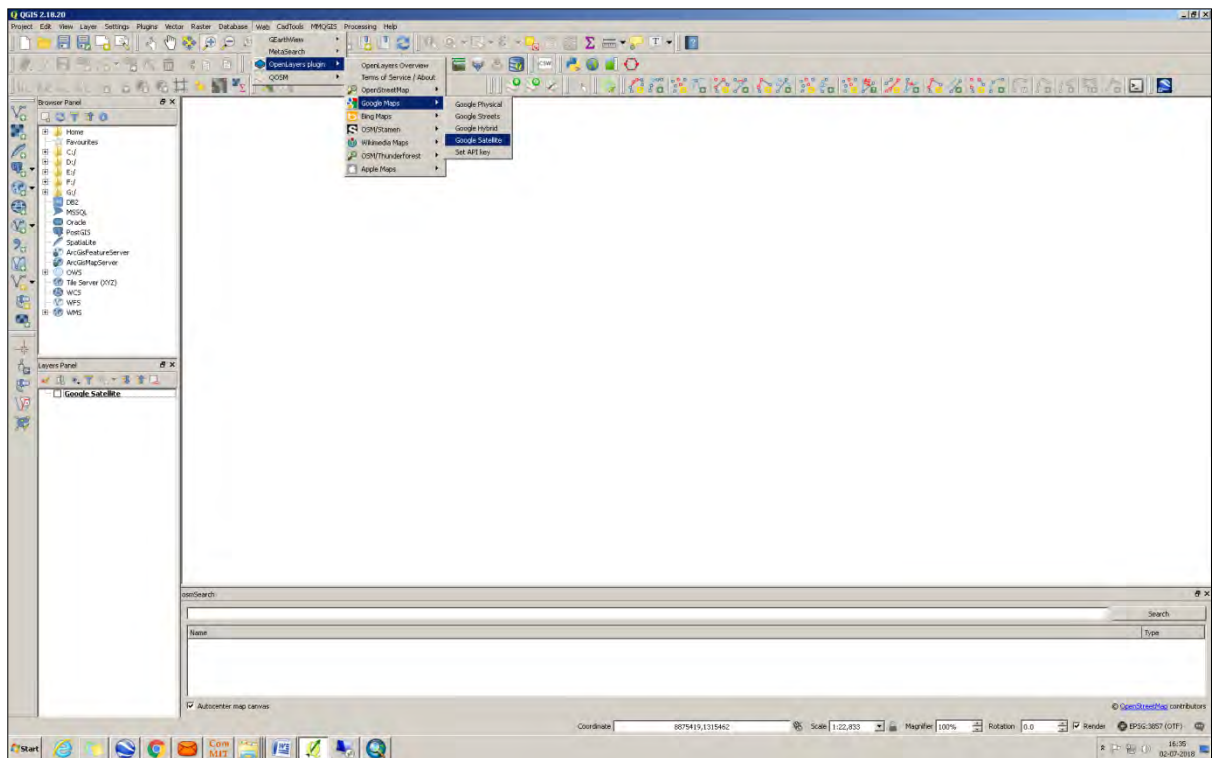 QGIS 2.18.20
Project Edit View Layer Settings Plugins Vector Raster Database Web CadTools MMQGIS Processing Help
GEarthView
MetaSearch
OpenLayers plugin
QOSM
OpenLayers Overview
Terms of Service / About
OpenStreetMap
Google Maps
Bing Maps
OSM/Stamen
Wikimedia Maps
OSM/Thunderforest
Apple Maps
Google Physical
Google Streets
Google Hybrid
Google Satellite
Set API key
CSW
Browser Panel
Home
Favourites
C:/
D:/
E:/
F:/
G:/
DB2
MSSQL
Oracle
PostGIS
SpatiaLite
ArcGisFeatureServer
ArcGisMapServer
OWS
Tile Server (XYZ)
WCS
WFS
WMS
Layers Panel
Google Satellite
osmSearch
Search
Name Type
Autocenter map canvas
© OpenStreetMap contributors
Coordinate 8875419,1315462 Scale 1:22,833 Magnifier 100% Rotation 0.0 Render EPSG:3857 (OTF)
Start Com MIT 16:35
02-07-2018